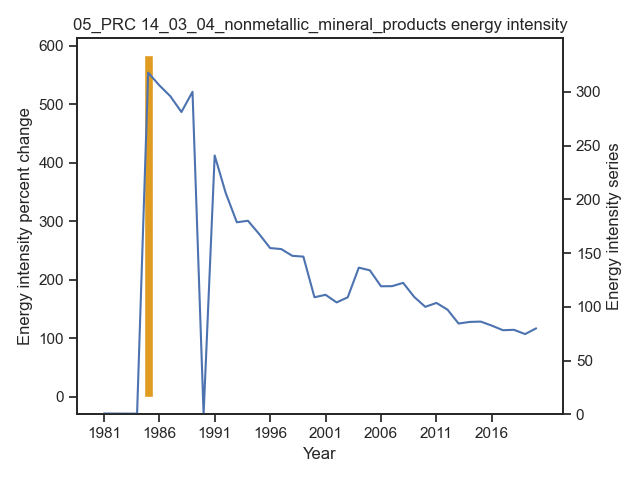 05_PRC 14_03_04_nonmetallic_mineral_products energy intensity
600
500
400
300
200
100
0
Energy intensity percent change
300
250
200
150
100
50
0
Energy intensity series
1981 1986 1991 1996 2001 2006 2011 2016
Year